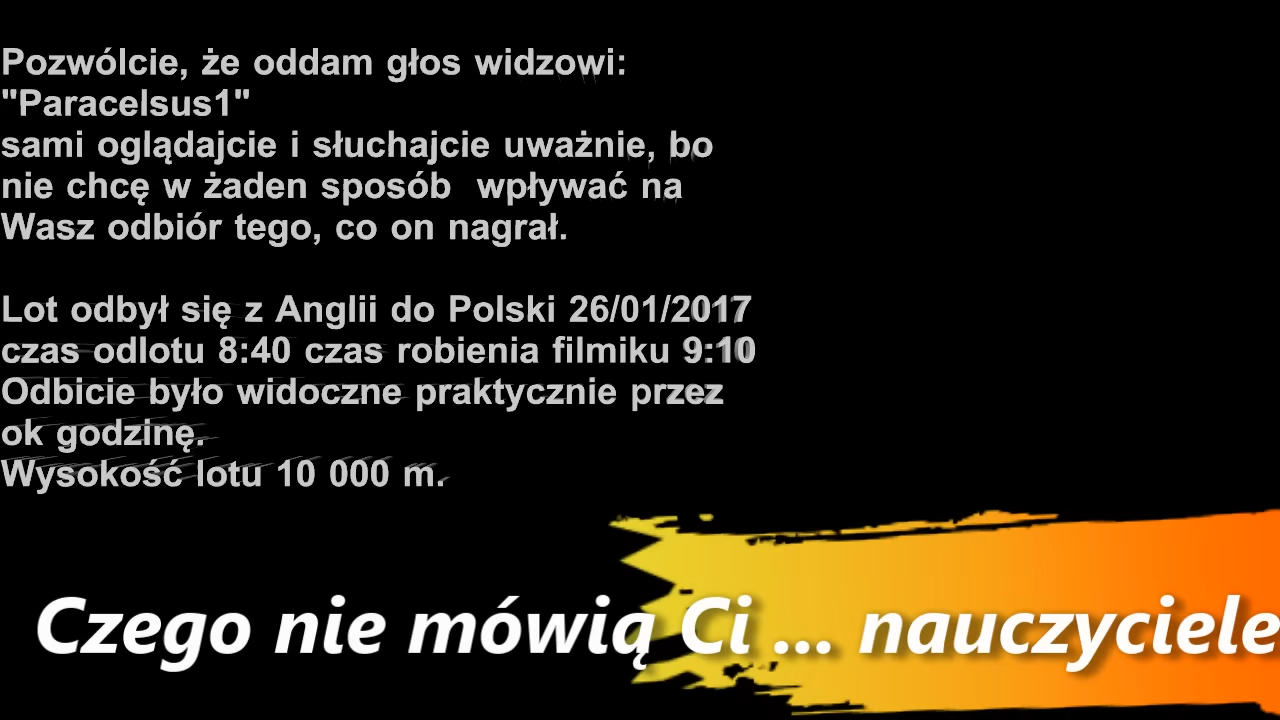 Pozwólcie, że oddam głos widzowi:
"Paracelsus1"
sami oglądajcie i słuchajcie uważnie, bo
nie chcę w żaden sposób wpływać na
Wasz odbiór tego, co on nagrał.
Lot odbył się z Anglii do Polski 26/01/2017
czas odlotu 8:40 czas robienia filmiku 9:10
Odbicie było widoczne praktycznie przez
ok godzinę.
Wysokość lotu 10 000 m.
Czego nie mówią Ci ... nauczyciele